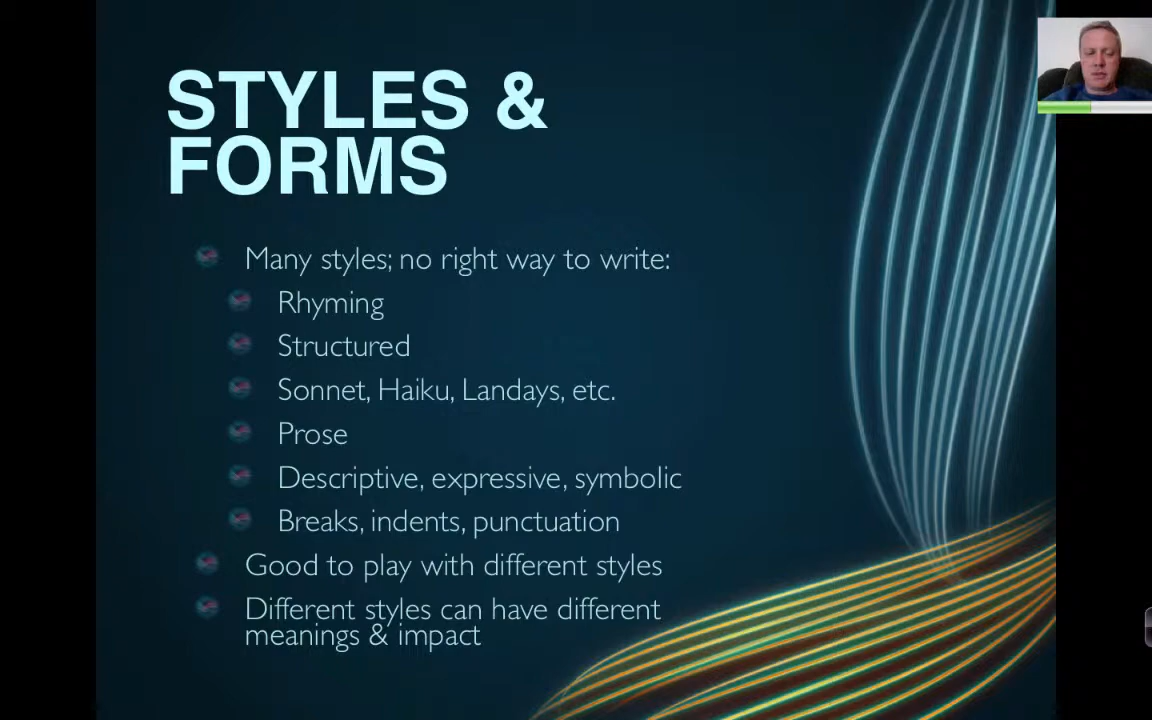 STYLES &
FORMS
Many styles; no right way to write:
Rhyming
Structured
Sonnet, Haiku, Landays, etc.
Prose
Descriptive, expressive, symbolic
Breaks, indents, punctuation
Good to play with different styles
Different styles can have different
meanings & impact